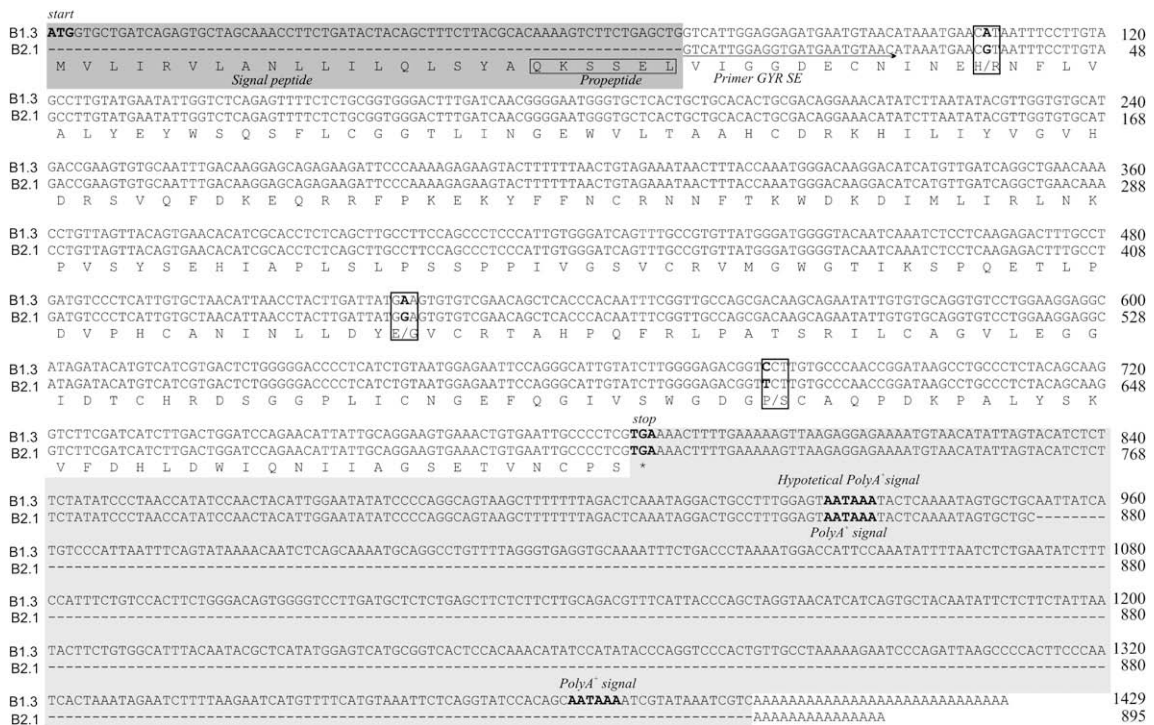 start
B1.3 ATGGTGCTGATCAGAGTGCTAGCAAACCTTCTGATACTACAGCTTTCTTACGCACAAAAGTCTTCTGAGCTGGTCATTGGAGGAGATGAATGTAACATAAATGAACATAATTTCCTTGTA 120
B2.1 ------------------------------------------------------------------------GTCATTGGAGGTGATGAATGTAACATAAATGAACGTAATTTCCTTGTA 48
M V L I R V L A N L L I L Q L S Y A Q K S S E L V I G G D E C N I N E H/R N F L V
Signal peptide Propeptide Primer GYR SE
B1.3 GCCTTGTATGAATATTGGTCTCAGAGTTTTCTCTGCGGTGGGACTTTGATCAACGGGGAATGGGTGCTCACTGCTGCACACTGCGACAGGAAACATATCTTAATATACGTTGGTGTGCAT 240
B2.1 GCCTTGTATGAATATTGGTCTCAGAGTTTTCTCTGCGGTGGGACTTTGATCAACGGGGAATGGGTGCTCACTGCTGCACACTGCGACAGGAAACATATCTTAATATACGTTGGTGTGCAT 168
A L Y E Y W S Q S F L C G G T L I N G E W V L T A A H C D R K H I L I Y V G V H
B1.3 GACCGAAGTGTGCAATTTGACAAGGAGCAGAGAAGATTCCCAAAAGAGAAGTACTTTTTTAACTGTAGAAATAACTTTACCAAATGGGACAAGGACATCATGTTGATCAGGCTGAACAAA 360
B2.1 GACCGAAGTGTGCAATTTGACAAGGAGCAGAGAAGATTCCCAAAAGAGAAGTACTTTTTTAACTGTAGAAATAACTTTACCAAATGGGACAAGGACATCATGTTGATCAGGCTGAACAAA 288
D R S V Q F D K E Q R R F P K E K Y F F N C R N N F T K W D K D I M L I R L N K
B1.3 CCTGTTAGTTACAGTGAACACATCGCACCTCTCAGCTTGCCTTCCAGCCCTCCCATTGTGGGATCAGTTTGCCGTGTTATGGGATGGGGTACAATCAAATCTCCTCAAGAGACTTTGCCT 480
B2.1 CCTGTTAGTTACAGTGAACACATCGCACCTCTCAGCTTGCCTTCCAGCCCTCCCATTGTGGGATCAGTTTGCCGTGTTATGGGATGGGGTACAATCAAATCTCCTCAAGAGACTTTGCCT 408
P V S Y S E H I A P L S L P S S P P I V G S V C R V M G W G T I K S P Q E T L P
B1.3 GATGTCCCTCATTGTGCTAACATTAACCTACTTGATTATGAAGTGTGTCGAACAGCTCACCCACAATTTCGGTTGCCAGCGACAAGCAGAATATTGTGTGCAGGTGTCCTGGAAGGAGGC 600
B2.1 GATGTCCCTCATTGTGCTAACATTAACCTACTTGATTATGGAGTGTGTCGAACAGCTCACCCACAATTTCGGTTGCCAGCGACAAGCAGAATATTGTGTGCAGGTGTCCTGGAAGGAGGC 528
D V P H C A N I N L L D Y E/G V C R T A H P Q F R L P A T S R I L C A G V L E G G
B1.3 ATAGATACATGTCATCGTGACTCTGGGGGACCCCTCATCTGTAATGGAGAATTCCAGGGCATTGTATCTTGGGGAGACGGTCCTTGTGCCCAACCGGATAAGCCTGCCCTCTACAGCAAG 720
B2.1 ATAGATACATGTCATCGTGACTCTGGGGGACCCCTCATCTGTAATGGAGAATTCCAGGGCATTGTATCTTGGGGAGACGGTTCTTGTGCCCAACCGGATAAGCCTGCCCTCTACAGCAAG 648
I D T C H R D S G G P L I C N G E F Q G I V S W G D G P/S C A Q P D K P A L Y S K
stop
B1.3 GTCTTCGATCATCTTGACTGGATCCAGAACATTATTGCAGGAAGTGAAACTGTGAATTGCCCCTCGTGAAAACTTTTGAAAAAGTTAAGAGGAGAAAATGTAACATATTAGTACATCTCT 840
B2.1 GTCTTCGATCATCTTGACTGGATCCAGAACATTATTGCAGGAAGTGAAACTGTGAATTGCCCCTCGTGAAAACTTTTGAAAAAGTTAAGAGGAGAAAATGTAACATATTAGTACATCTCT 768
V F D H L D W I Q N I I A G S E T V N C P S *
Hypotetical PolyA+ signal
B1.3 TCTATATCCCTAACCATATCCAACTACATTGGAATATATCCCCAGGCAGTAAGCTTTTTTTAGACTCAAATAGGACTGCCTTTGGAGTAATAAATACTCAAAATAGTGCTGCAATTATCA 960
B2.1 TCTATATCCCTAACCATATCCAACTACATTGGAATATATCCCCAGGCAGTAAGCTTTTTTTAGACTCAAATAGGACTGCCTTTGGAGTAATAAATACTCAAAATAGTGCTGC-------- 880
PolyA+ signal
B1.3 TGTCCCATTAATTTCAGTATAAAACAATCTCAGCAAAATGCAGGCCTGTTTTAGGGTGAGGTGCAAAATTTCTGACCCTAAAATGGACCATTCCAAATATTTTAATCTCTGAATATCTTT 1080
B2.1 ------------------------------------------------------------------------------------------------------------------------ 880
B1.3 CCATTTCTGTCCACTTCTGGGACAGTGGGGTCCTTGATGCTCTCTGAGCTTCTCTTCTTGCAGACGTTTCATTACCCAGCTAGGTAACATCATCAGTGCTACAATATTCTCTTCTATTAA 1200
B2.1 ------------------------------------------------------------------------------------------------------------------------ 880
B1.3 TACTTCTGTGGCATTTACAATACGCTCATATGGAGTCATGCGGTCACTCCACAAACATATCCATATACCCAGGTCCCACTGTTGCCTAAAAAGAATCCCAGATTAAGCCCCACTTCCCAA 1320
B2.1 ------------------------------------------------------------------------------------------------------------------------ 880
PolyA+ signal
B1.3 TCACTAAATAGAATCTTTTAAGAATCATGTTTTCATGTAAATTCTCAGGTATCCACAGCAATAAAATCGTATAAATCGTCAAAAAAAAAAAAAAAAAAAAAAAAAAAAA 1429
B2.1 --------------------------------------------------------------------------------AAAAAAAAAAAAAAA 895